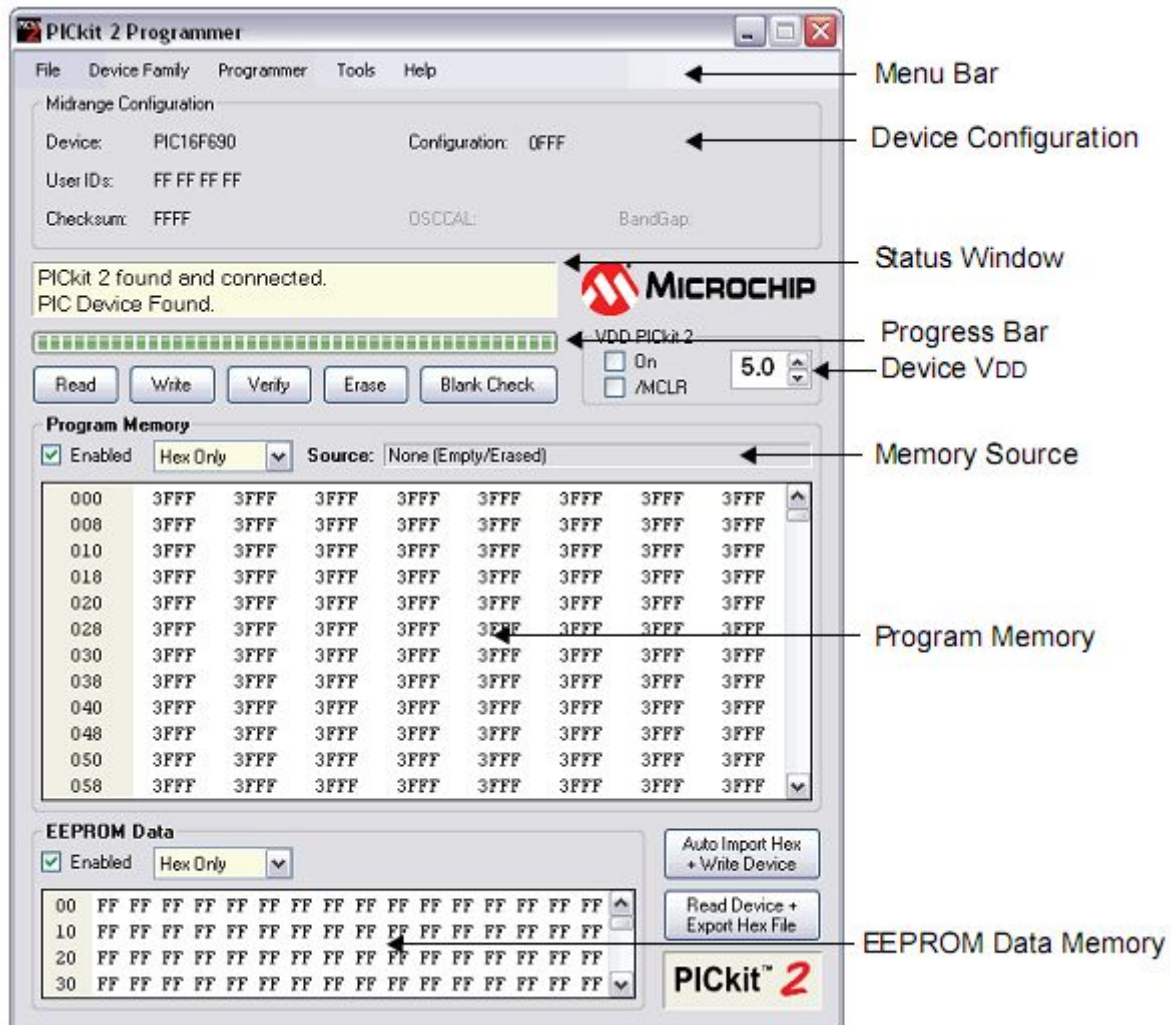 PICkit 2 Programmer
File Device Family Programmer Tools Help
Menu Bar
Midrange Configuration
Device: PIC16F690 Configuration: 0FFF
Device Configuration
User IDs: FF FF FF FF
Checksum: FFFF OSCCAL: BandGap:
Status Window
PICkit 2 found and connected.
PIC Device Found.
MICROCHIP
Progress Bar
VDD PICkit 2
On
/MCLR
5.0
Device VDD
Read Write Verify Erase Blank Check
Program Memory
Enabled Hex Only Source: None (Empty/Erased)
Memory Source
000 3FFF 3FFF 3FFF 3FFF 3FFF 3FFF 3FFF 3FFF
008 3FFF 3FFF 3FFF 3FFF 3FFF 3FFF 3FFF 3FFF
010 3FFF 3FFF 3FFF 3FFF 3FFF 3FFF 3FFF 3FFF
018 3FFF 3FFF 3FFF 3FFF 3FFF 3FFF 3FFF 3FFF
020 3FFF 3FFF 3FFF 3FFF 3FFF 3FFF 3FFF 3FFF
028 3FFF 3FFF 3FFF 3FFF 3FFF 3FFF 3FFF 3FFF
Program Memory
030 3FFF 3FFF 3FFF 3FFF 3FFF 3FFF 3FFF 3FFF
038 3FFF 3FFF 3FFF 3FFF 3FFF 3FFF 3FFF 3FFF
040 3FFF 3FFF 3FFF 3FFF 3FFF 3FFF 3FFF 3FFF
048 3FFF 3FFF 3FFF 3FFF 3FFF 3FFF 3FFF 3FFF
050 3FFF 3FFF 3FFF 3FFF 3FFF 3FFF 3FFF 3FFF
058 3FFF 3FFF 3FFF 3FFF 3FFF 3FFF 3FFF 3FFF
EEPROM Data
Enabled Hex Only
Auto Import Hex
+ Write Device
00 FF FF FF FF FF FF FF FF FF FF FF FF FF FF FF FF
10 FF FF FF FF FF FF FF FF FF FF FF FF FF FF FF FF
20 FF FF FF FF FF FF FF FF FF FF FF FF FF FF FF FF
30 FF FF FF FF FF FF FF FF FF FF FF FF FF FF FF FF
Read Device +
Export Hex File
EEPROM Data Memory
PICkit™ 2